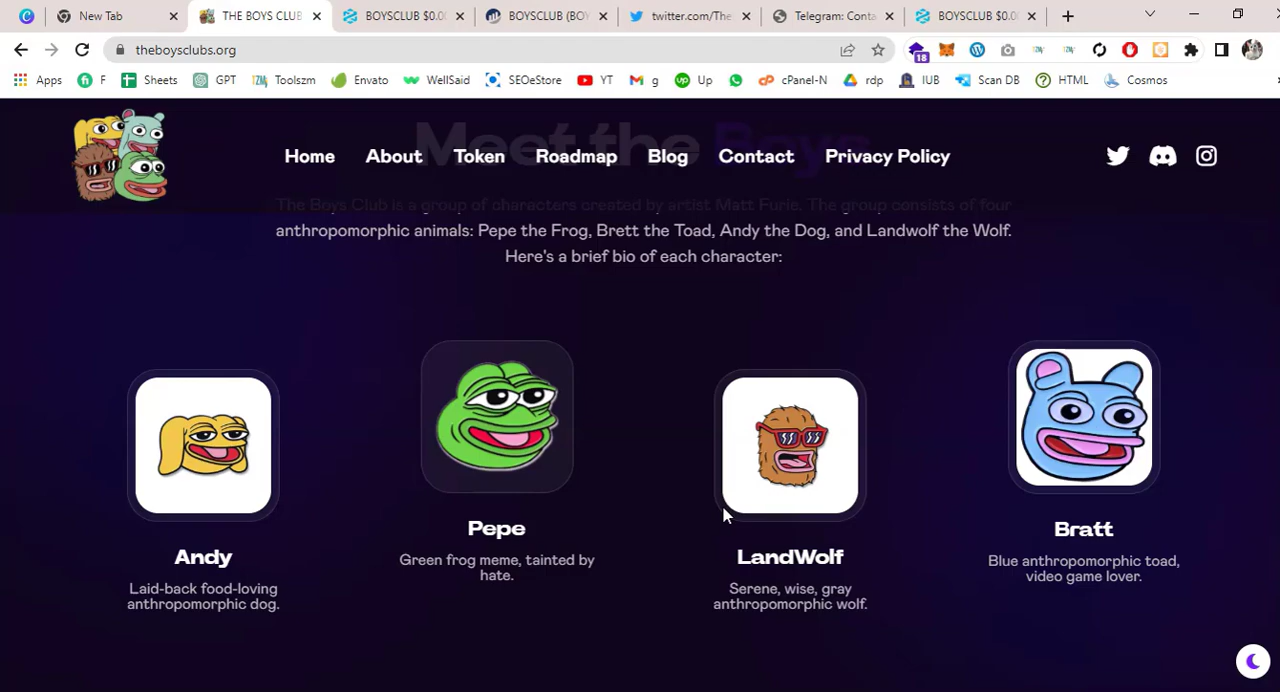 New Tab
THE BOYS CLUB
BOYSCLUB $0.00
BOYSCLUB (BOY
twitter.com/The
Telegram: Conta
BOYSCLUB $0.00
theboysclubs.org
18
Apps
F
Sheets
GPT
TZM
Toolszm
Envato
WellSaid
SEOeStore
YT
g
Up
cPanel-N
rdp
IUB
Scan DB
HTML
Cosmos
Meet the Boys
Home
About
Token
Roadmap
Blog
Contact
Privacy Policy
The Boys Club is a group of characters created by artist Matt Furie. The group consists of four
anthropomorphic animals: Pepe the Frog, Brett the Toad, Andy the Dog, and Landwolf the Wolf.
Here's a brief bio of each character:
Andy
Laid-back food-loving
anthropomorphic dog.
Pepe
Green frog meme, tainted by
hate.
LandWolf
Serene, wise, gray
anthropomorphic wolf.
Bratt
Blue anthropomorphic toad,
video game lover.